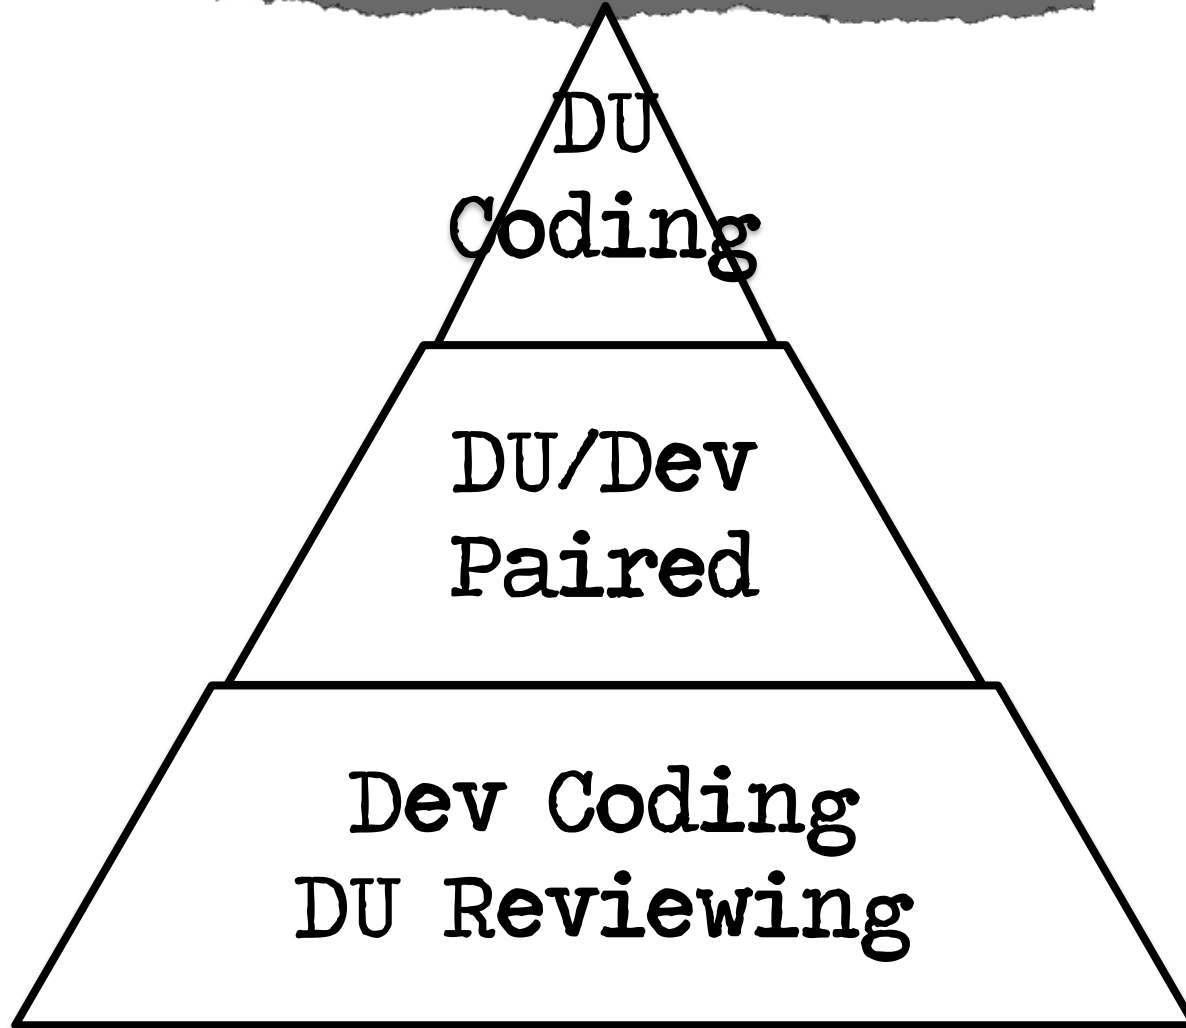 DU
Coding
DU/Dev
Paired
Dev Coding
DU Reviewing